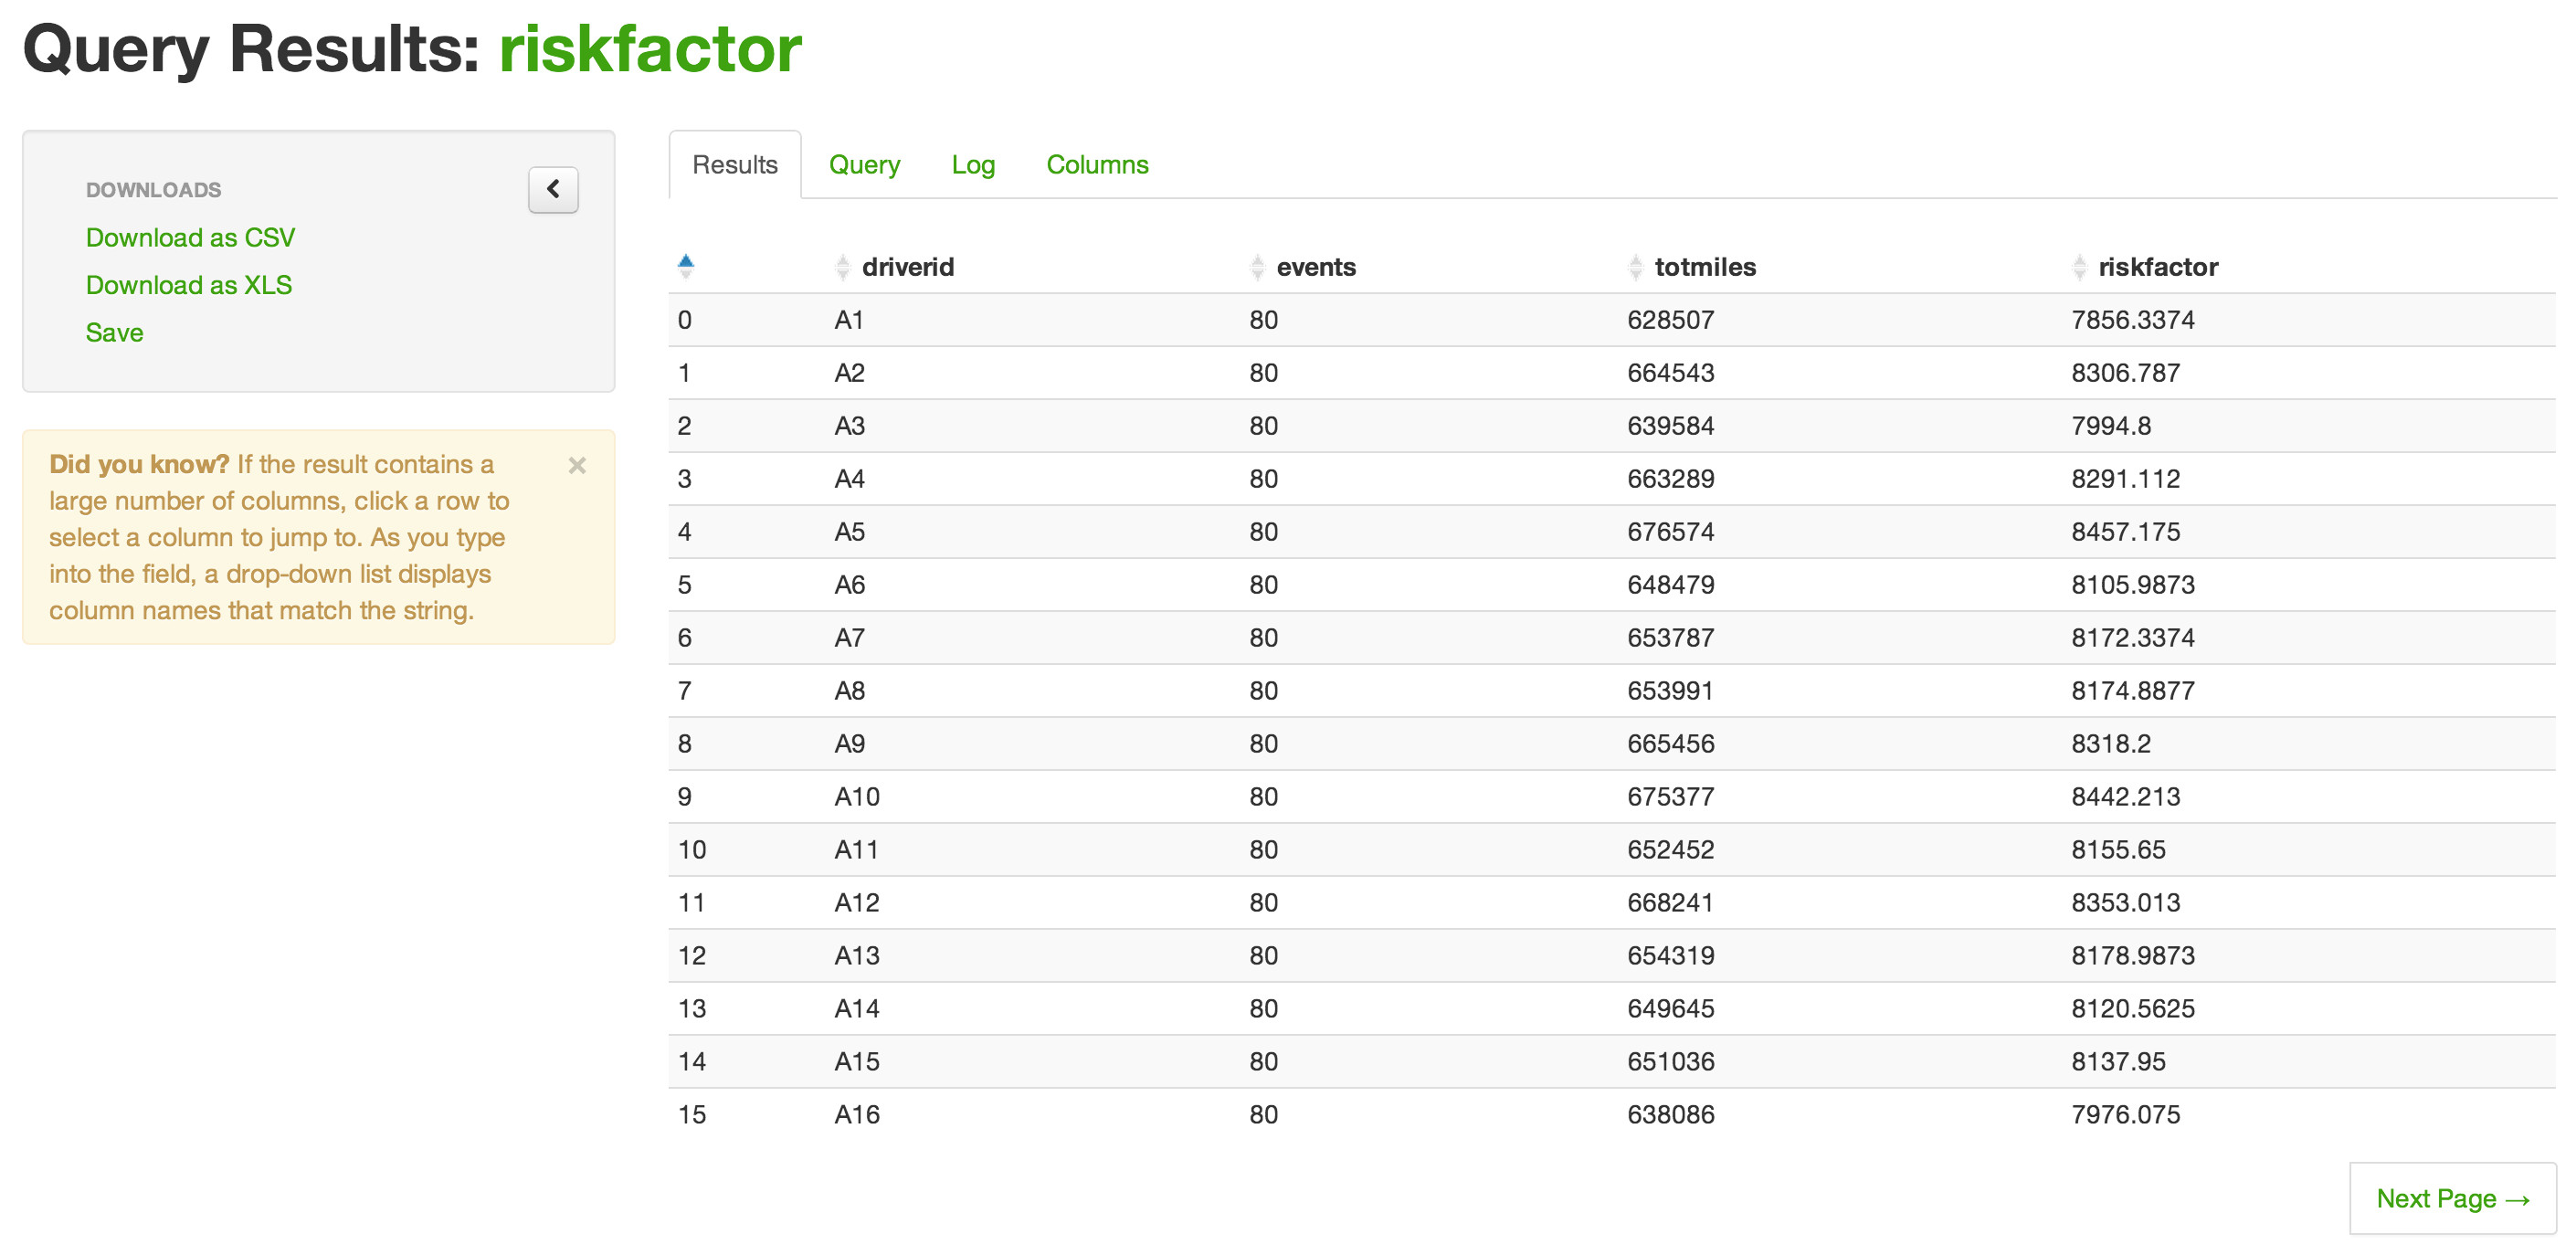 Query Results: riskfactor
DOWNLOADS
Download as CSV
Download as XLS
Save
Did you know? If the result contains a
large number of columns, click a row to
select a column to jump to. As you type
into the field, a drop-down list displays
column names that match the string.
×
Results Query Log Columns
driverid events totmiles riskfactor
0 A1 80 628507 7856.3374
1 A2 80 664543 8306.787
2 A3 80 639584 7994.8
3 A4 80 663289 8291.112
4 A5 80 676574 8457.175
5 A6 80 648479 8105.9873
6 A7 80 653787 8172.3374
7 A8 80 653991 8174.8877
8 A9 80 665456 8318.2
9 A10 80 675377 8442.213
10 A11 80 652452 8155.65
11 A12 80 668241 8353.013
12 A13 80 654319 8178.9873
13 A14 80 649645 8120.5625
14 A15 80 651036 8137.95
15 A16 80 638086 7976.075
Next Page →